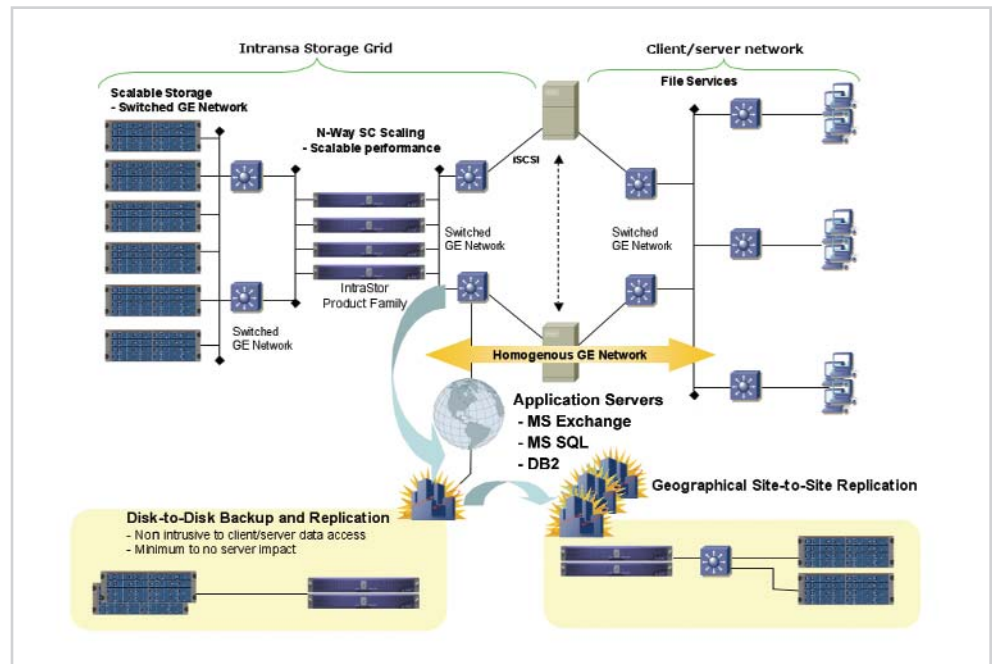 Intransa Storage Grid
Client/server network
File Services
Scalable Storage
- Switched GE Network
N-Way SC Scaling
- Scalable performance
iSCSI
Switched
GE Network
Switched
GE Network
IntraStor
Product Family
Switched
GE Network
Homogenous GE Network
Application Servers
- MS Exchange
- MS SQL
- DB2
Geographical Site-to-Site Replication
Disk-to-Disk Backup and Replication
- Non intrusive to client/server data access
- Minimum to no server impact